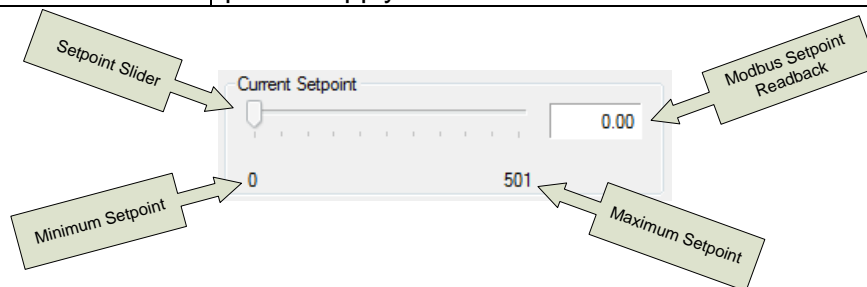 Setpoint Slider
Modbus Setpoint
Readback
Current Setpoint
0.00
0
501
Minimum Setpoint
Maximum Setpoint